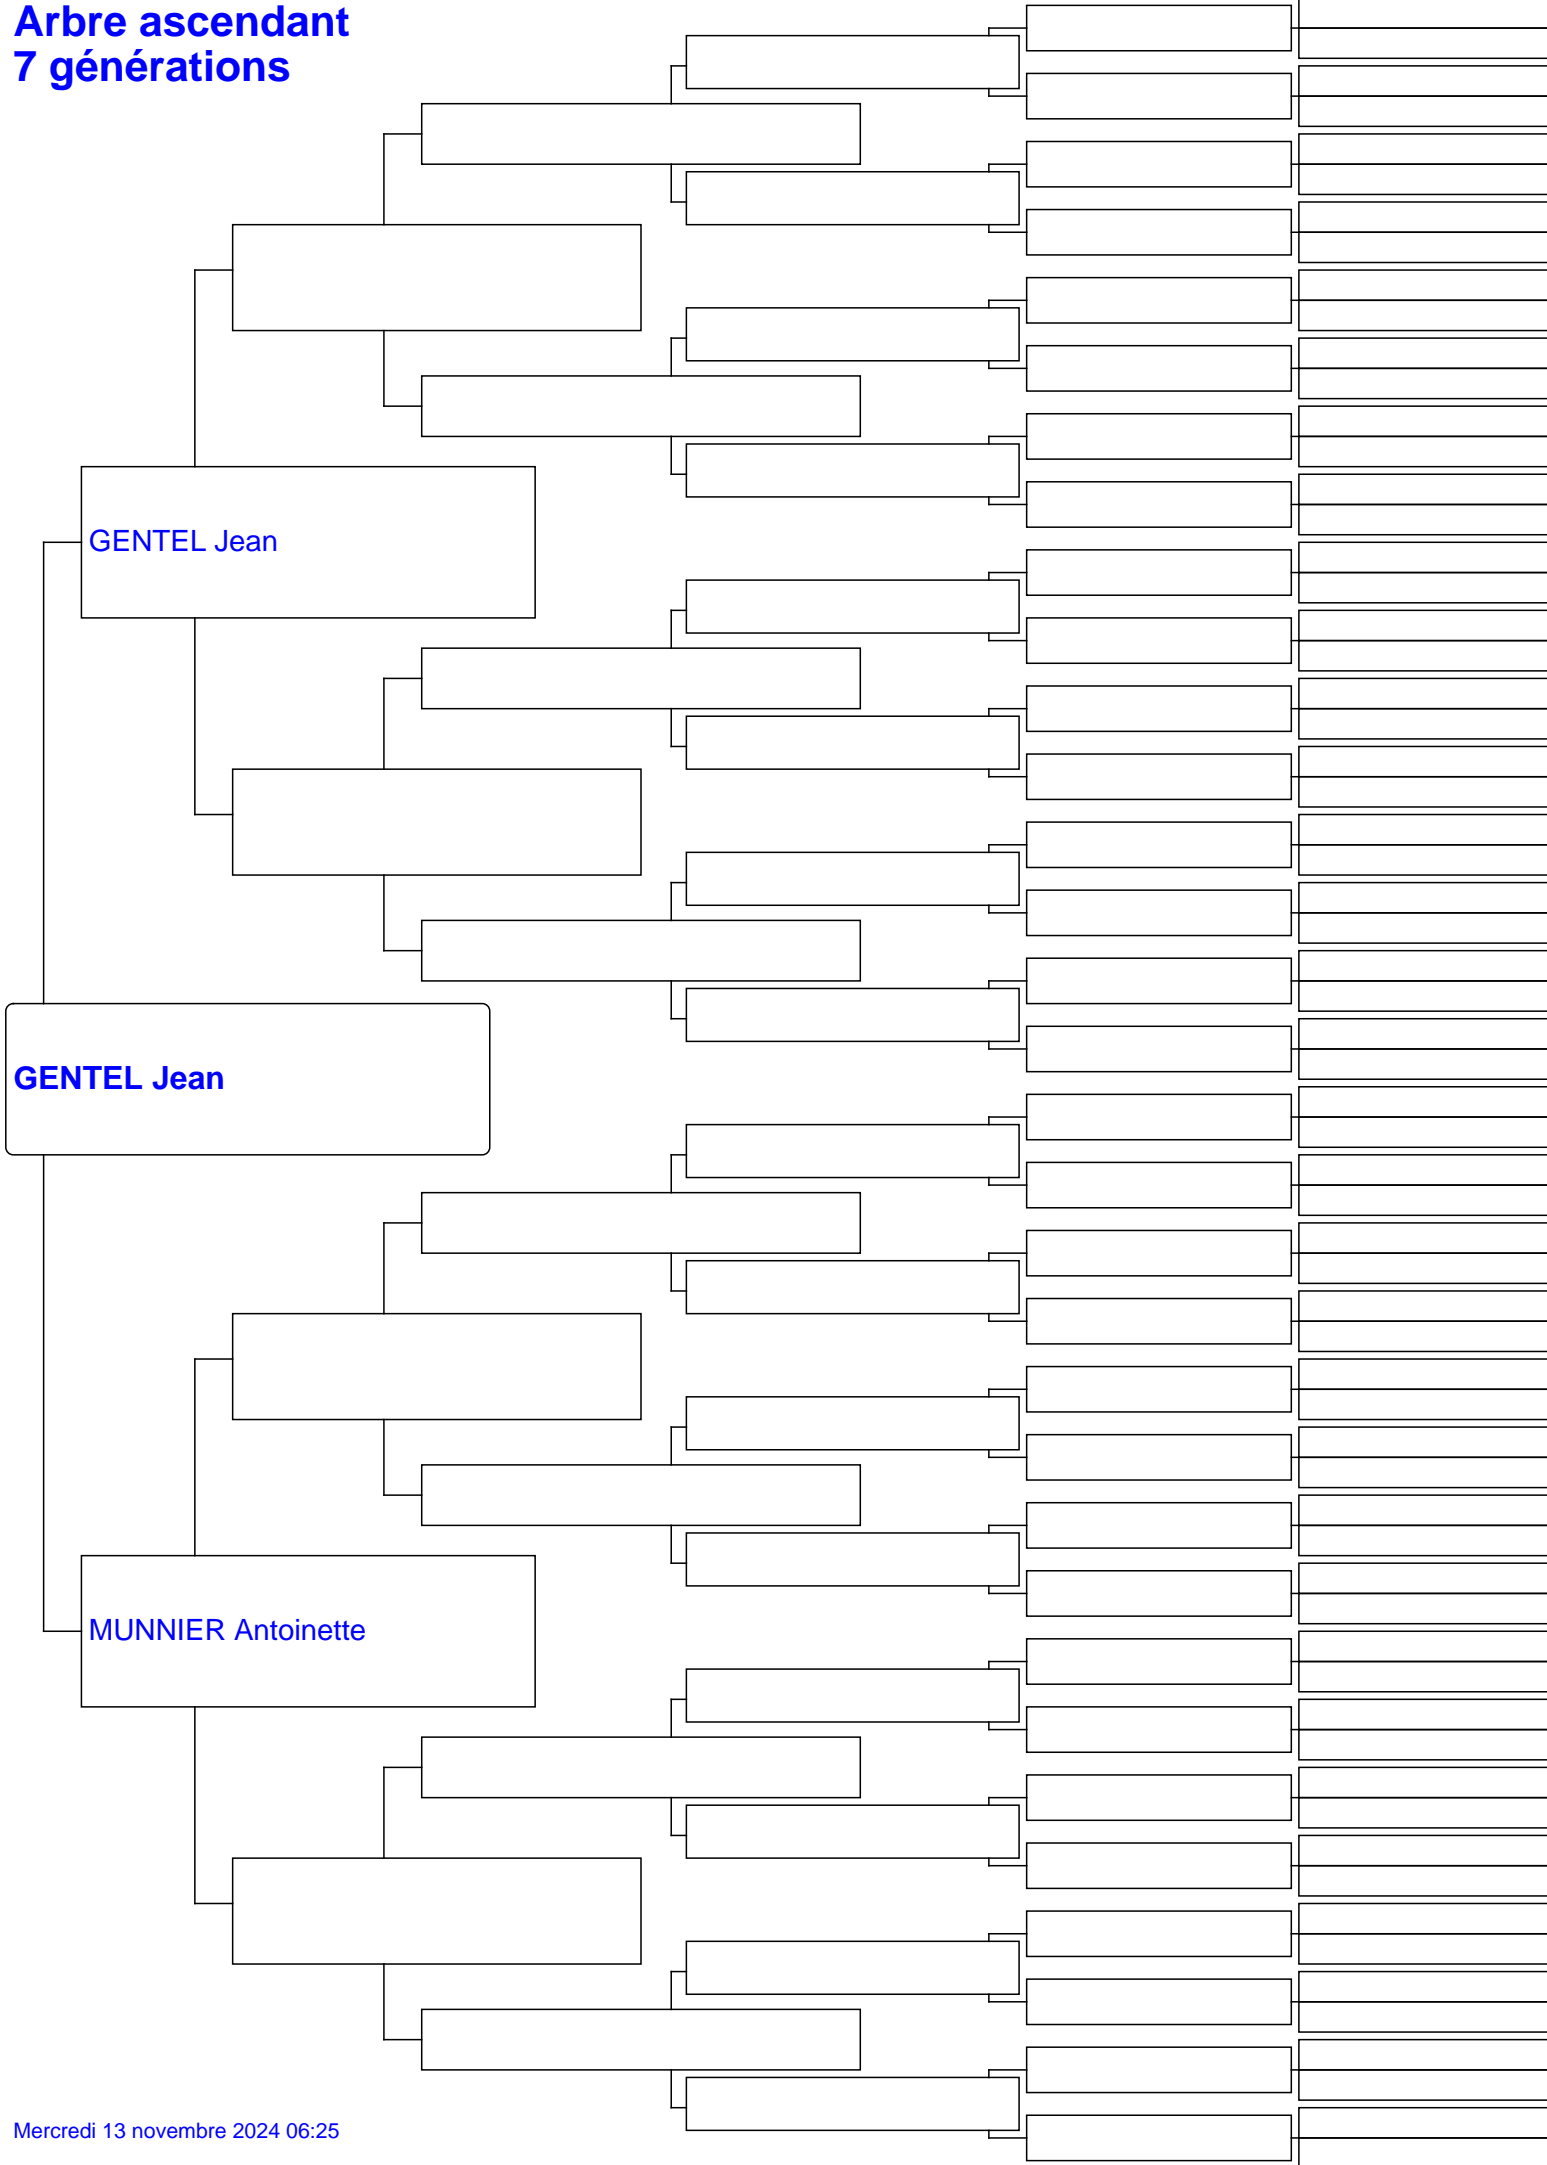 Arbre ascendant
7 générations
GENTEL Jean
GENTEL Jean
MUNNIER Antoinette
Mercredi 13 novembre 2024 06:25